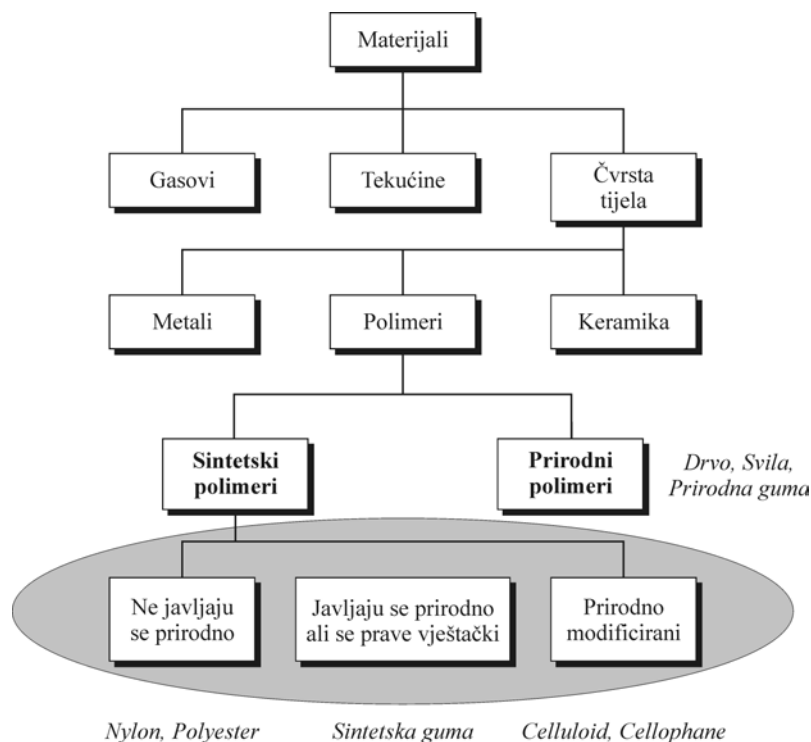 Materijali
Gasovi
Tekućine
Čvrsta
tijela
Metali
Polimeri
Keramika
Sintetski
polimeri
Prirodni
polimeri
Drvo, Svila,
Prirodna guma
Ne javljaju
se prirodno
Javljaju se prirodno
ali se prave vještački
Prirodno
modificirani
Nylon, Polyester
Sintetska guma
Celluloid, Cellophane